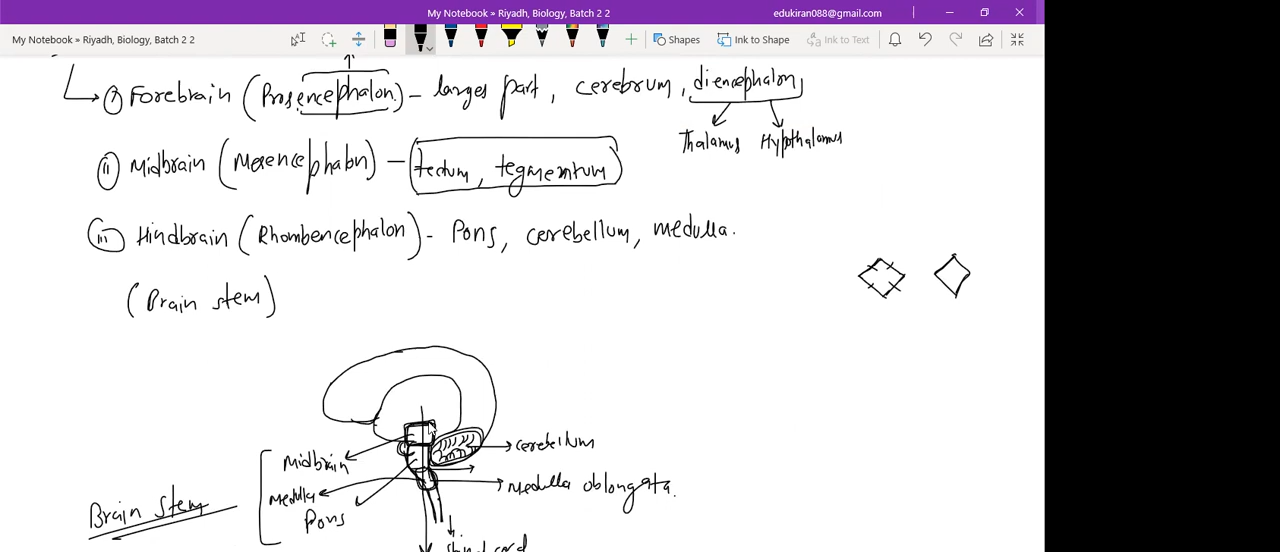 My Notebook » Riyadh, Biology, Batch 2 2
edukiran088@gmail.com
My Notebook » Riyadh, Biology, Batch 2 2
Shapes
Ink to Shape
Ink to Text
(i) Forebrain (Prosencephalon) - larges part, cerebrum, diencephalon
Thalamus Hypothalamus
(ii) Midbrain (Mesencephaln) - tectum, tegmentum
(iii) Hindbrain (Rhombencephalon) - Pons, cerebellum, medulla.
(Brain stem)
cerebellum
Midbrain
Medulla
Medulla oblongata.
Pons
Brain stem
spinal cord